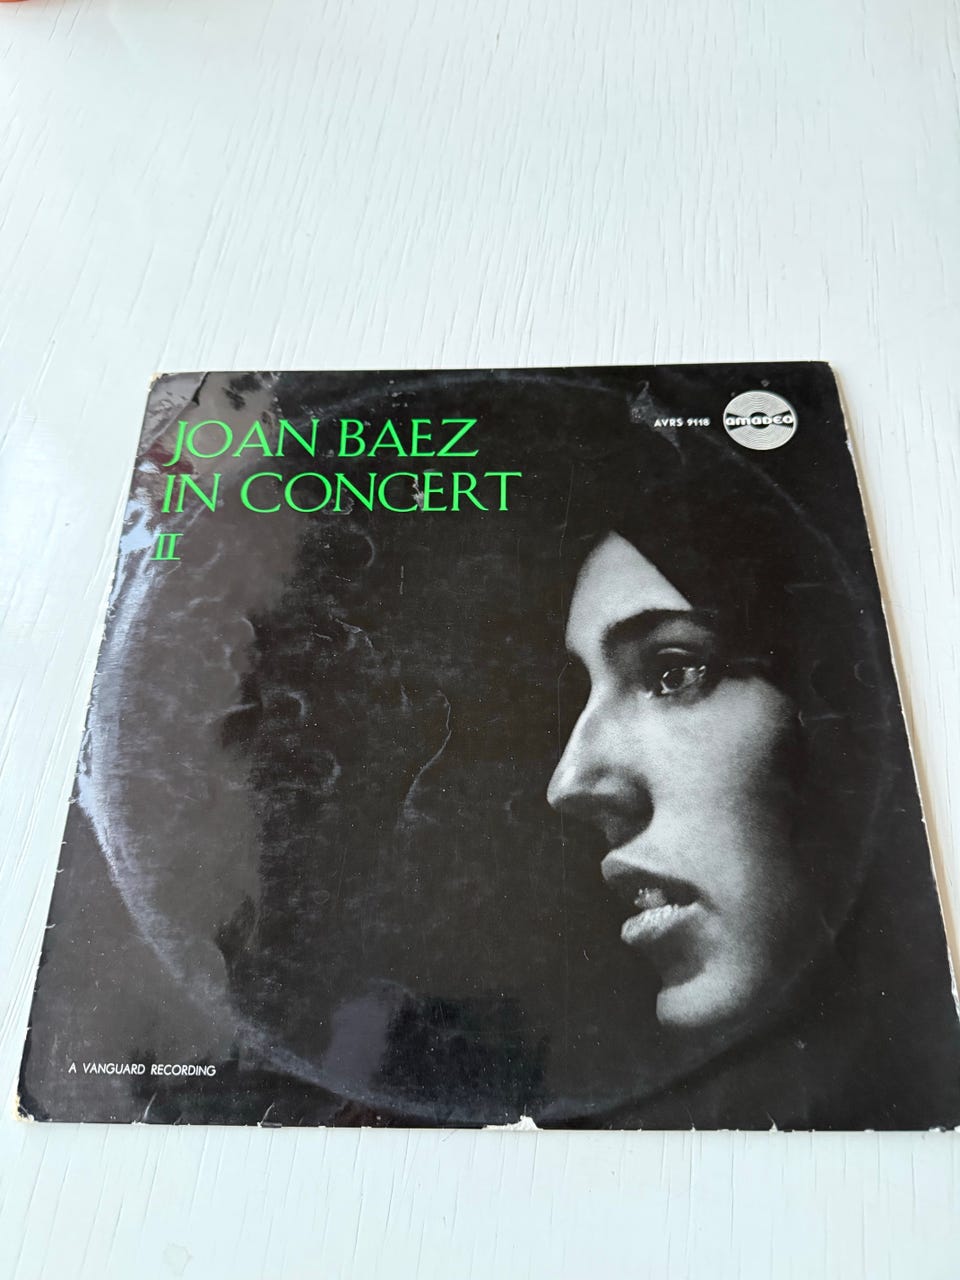 JOAN BAEZ
IN CONCERT
II
AVRS 9118
amadeo
A VANGUARD RECORDING